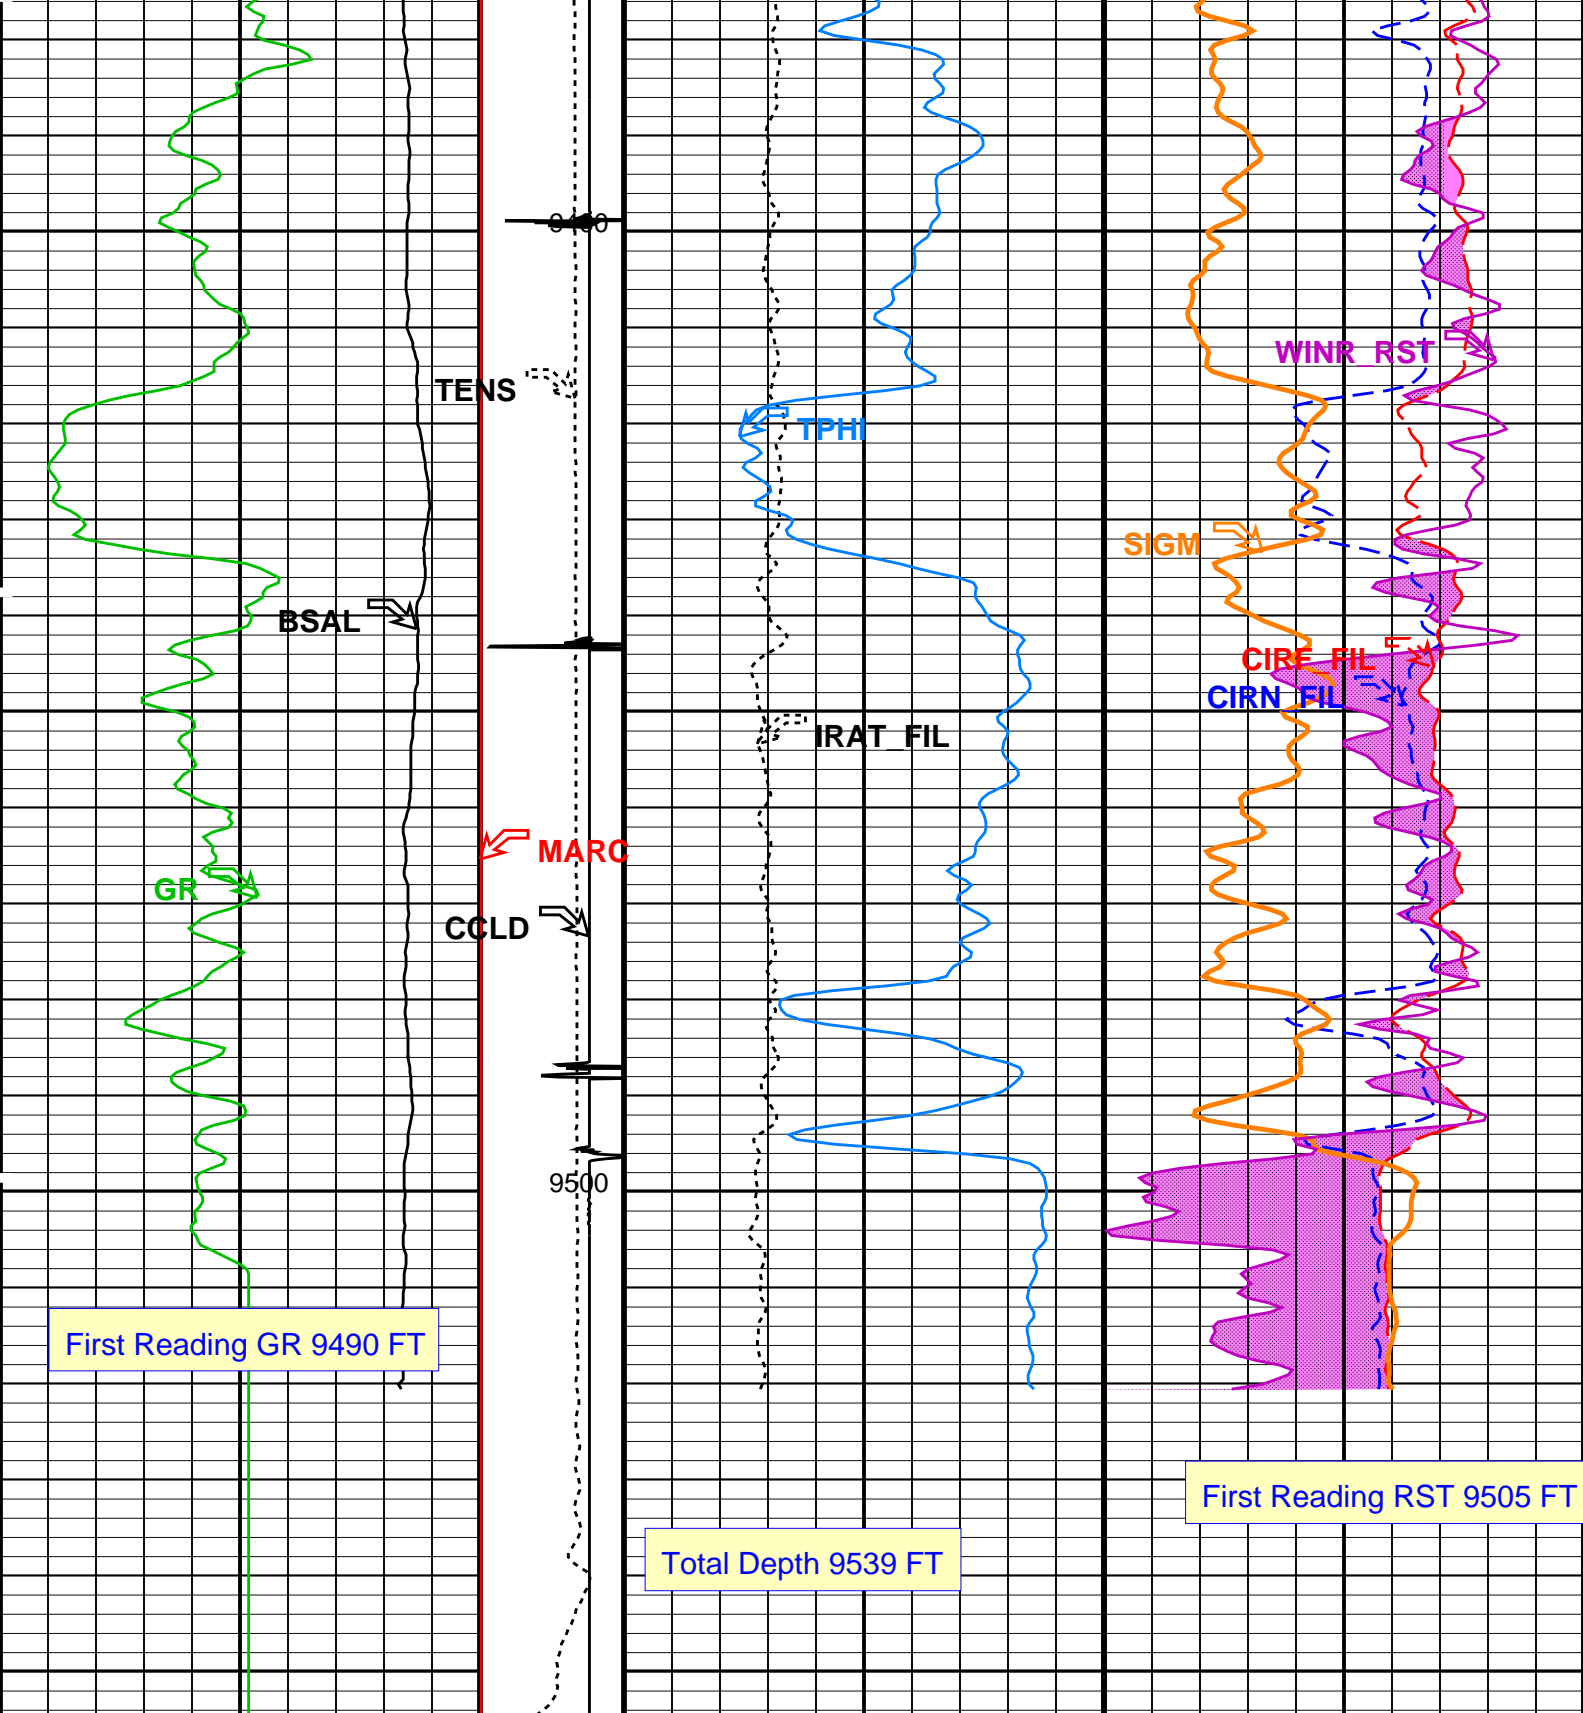 9400
WINR_RST
TENS
TPHI
SIGM
BSAL
CIRF_FIL
CIRN_FIL
IRAT_FIL
MARC
GR
CCLD
9500
First Reading GR 9490 FT
First Reading RST 9505 FT
Total Depth 9539 FT